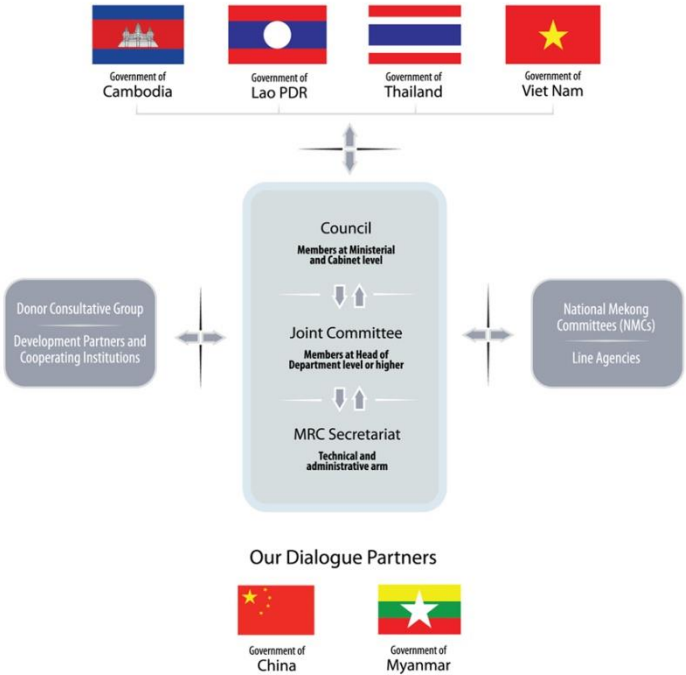 Government of
Cambodia
Government of
Lao PDR
Government of
Thailand
Government of
Viet Nam
Council
Members at Ministerial
and Cabinet level
Donor Consultative Group
Development Partners and
Cooperating Institutions
Joint Committee
Members at Head of
Department level or higher
National Mekong
Committees (NMCs)
Line Agencies
MRC Secretariat
Technical and
administrative arm
Our Dialogue Partners
Government of
China
Government of
Myanmar